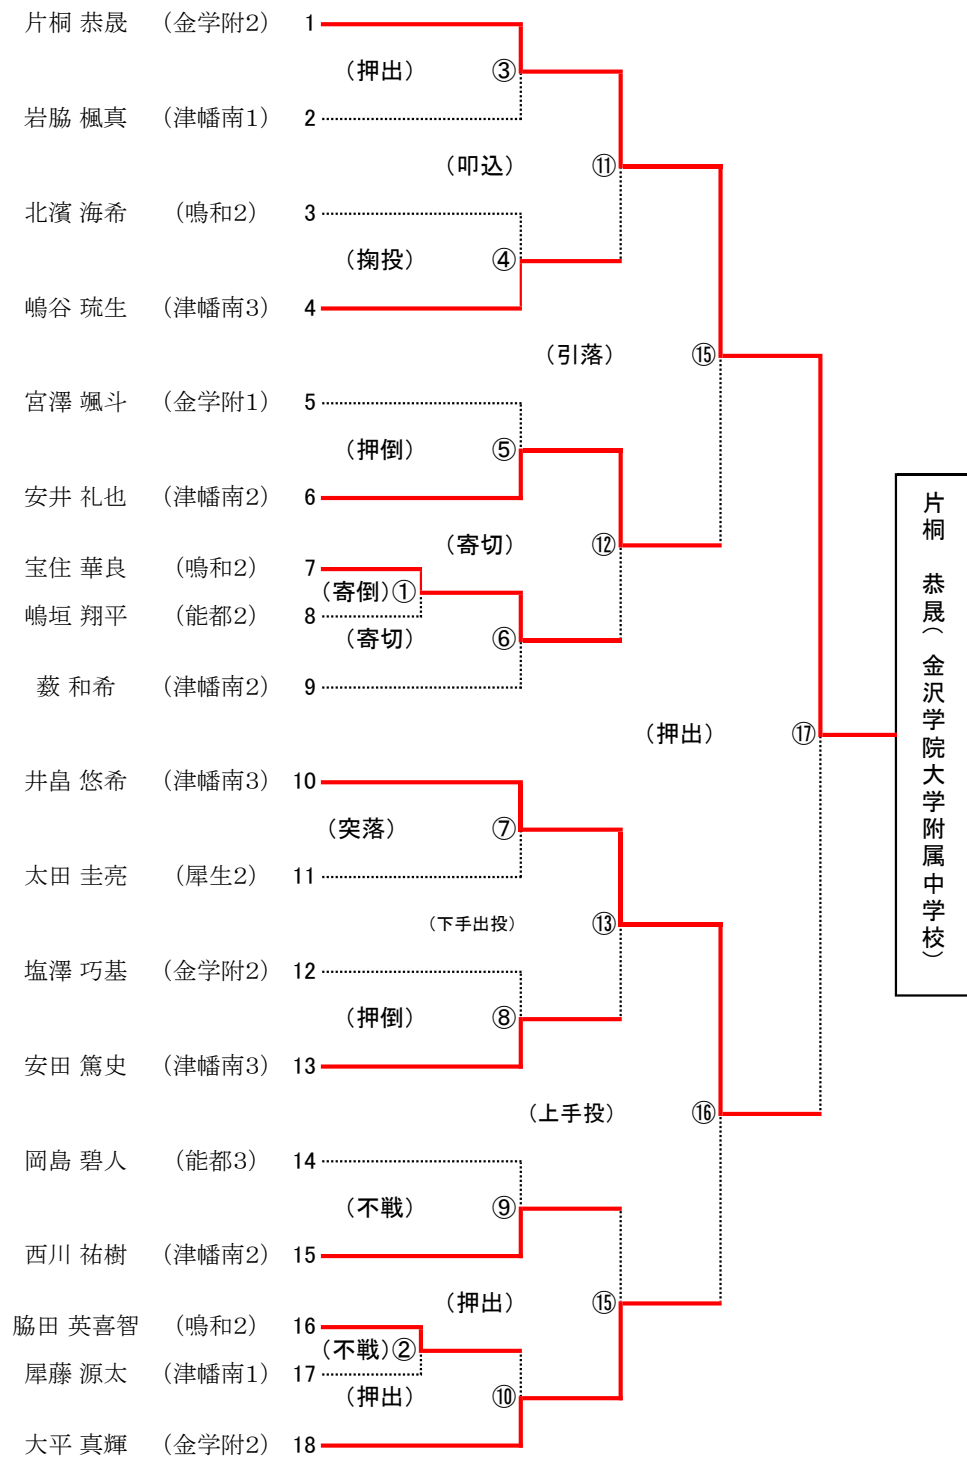 片桐 恭晟 （金学附2） 1
（押出） ③
岩脇 楓真 （津幡南1） 2
（叩込） ⑪
北濱 海希 （鳴和2） 3
（掬投） ④
嶋谷 琉生 （津幡南3） 4
（引落） ⑮
宮澤 颯斗 （金学附1） 5
（押倒） ⑤
安井 礼也 （津幡南2） 6
（寄切） ⑫
宝住 華良 （鳴和2） 7
（寄倒）①
嶋垣 翔平 （能都2） 8
（寄切） ⑥
薮 和希 （津幡南2） 9
（押出） ⑰
井畠 悠希 （津幡南3） 10
（突落） ⑦
太田 圭亮 （犀生2） 11
（下手出投） ⑬
塩澤 巧基 （金学附2） 12
（押倒） ⑧
安田 篤史 （津幡南3） 13
（上手投） ⑯
岡島 碧人 （能都3） 14
（不戦） ⑨
西川 祐樹 （津幡南2） 15
（押出） ⑮
脇田 英喜智 （鳴和2） 16
（不戦）②
犀藤 源太 （津幡南1） 17
（押出） ⑩
大平 真輝 （金学附2） 18
片桐 恭晟（金沢学院大学附属中学校）